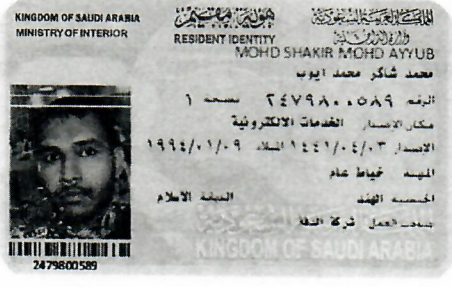 KINGDOM OF SAUDI ARABIA
MINISTRY OF INTERIOR
هوية مقيم
RESIDENT IDENTITY
المملكة العربية السعودية
وزارة الداخلية
MOHD SHAKIR MOHD AYYUB
محمد شاكر محمد ايوب
الرقم ٢٤٧٩٨٠٠٥٨٩ نسخة ١
مكان الاصدار الخدمات الالكترونية
الاصدار ١٤٤١/٠٤/٠٣ الميلاد ١٩٩٤/٠١/٠٩
المهنة خياط عام
الجنسية الهند الديانة الاسلام
صاحب العمل شركة الثقة
KINGDOM OF SAUDI ARABIA
2479800589